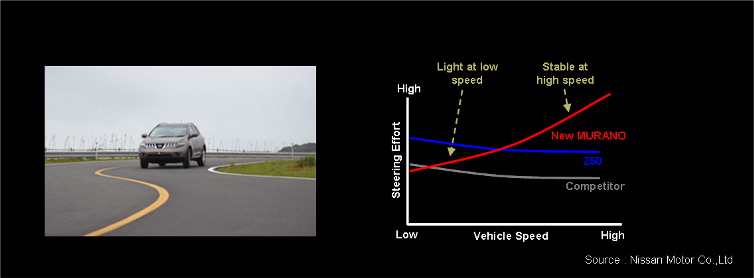 Light at low
speed
Stable at
high speed
High
Steering Effort
New MURANO
Z50
Competitor
Low
Vehicle Speed
High
Source : Nissan Motor Co.,Ltd